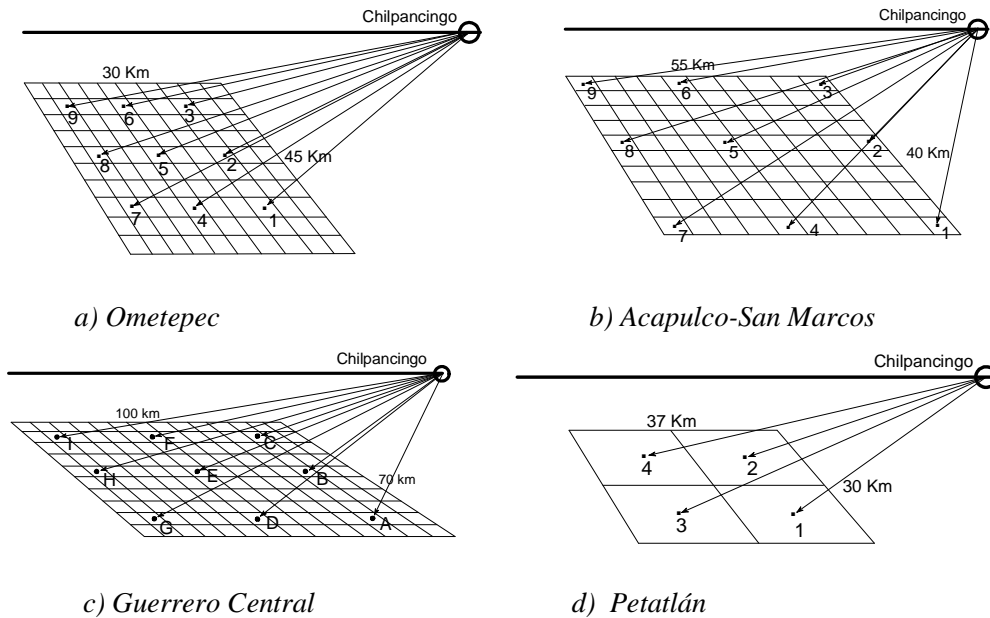 Chilpancingo
30 Km
9
6
3
8
5
2
45 Km
7
4
1
a) Ometepec
Chilpancingo
55 Km
9
6
3
8
5
2
40 Km
7
4
1
b) Acapulco-San Marcos
Chilpancingo
100 km
I
F
C
H
E
B
70 km
G
D
A
c) Guerrero Central
Chilpancingo
37 Km
4
2
30 Km
3
1
d) Petatlán